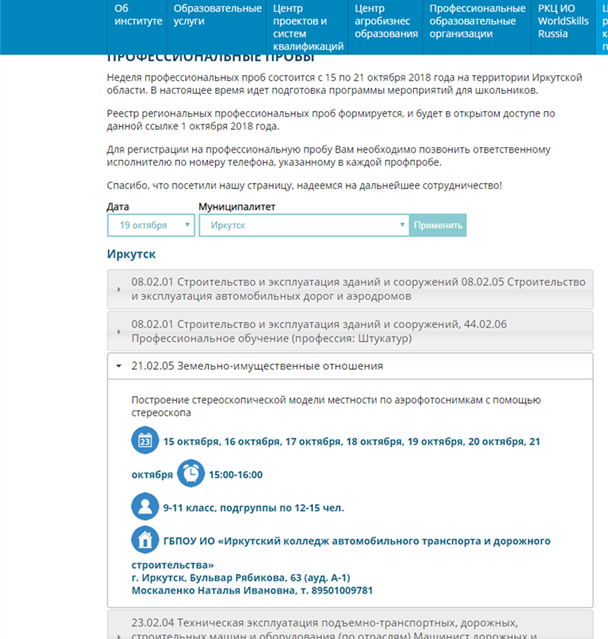 Об институте
Образовательные услуги
Центр проектов и систем квалификаций
Центр агробизнес образования
Профессиональные образовательные организации
РКЦ ИО WorldSkills Russia
ПРОФЕССИОНАЛЬНЫЕ ПРОБЫ
Неделя профессиональных проб состоится с 15 по 21 октября 2018 года на территории Иркутской
области. В настоящее время идет подготовка программы мероприятий для школьников.
Реестр региональных профессиональных проб формируется, и будет в открытом доступе по
данной ссылке 1 октября 2018 года.
Для регистрации на профессиональную пробу Вам необходимо позвонить ответственному
исполнителю по номеру телефона, указанному в каждой профпробе.
Спасибо, что посетили нашу страницу, надеемся на дальнейшее сотрудничество!
Дата Муниципалитет
19 октября Иркутск Применить
Иркутск
08.02.01 Строительство и эксплуатация зданий и сооружений 08.02.05 Строительство
и эксплуатация автомобильных дорог и аэродромов
08.02.01 Строительство и эксплуатация зданий и сооружений, 44.02.06
Профессиональное обучение (профессия: Штукатур)
21.02.05 Земельно-имущественные отношения
Построение стереоскопической модели местности по аэрофотоснимкам с помощью
стереоскопа
23 15 октября, 16 октября, 17 октября, 18 октября, 19 октября, 20 октября, 21
октября 15:00-16:00
9-11 класс, подгруппы по 12-15 чел.
ГБПОУ ИО «Иркутский колледж автомобильного транспорта и дорожного
строительства»
г. Иркутск, Бульвар Рябикова, 63 (ауд. А-1)
Москаленко Наталья Ивановна, т. 89501009781
23.02.04 Техническая эксплуатация подъемно-транспортных, дорожных,
строительных машин и оборудования (по отраслям) Машинист дорожных и